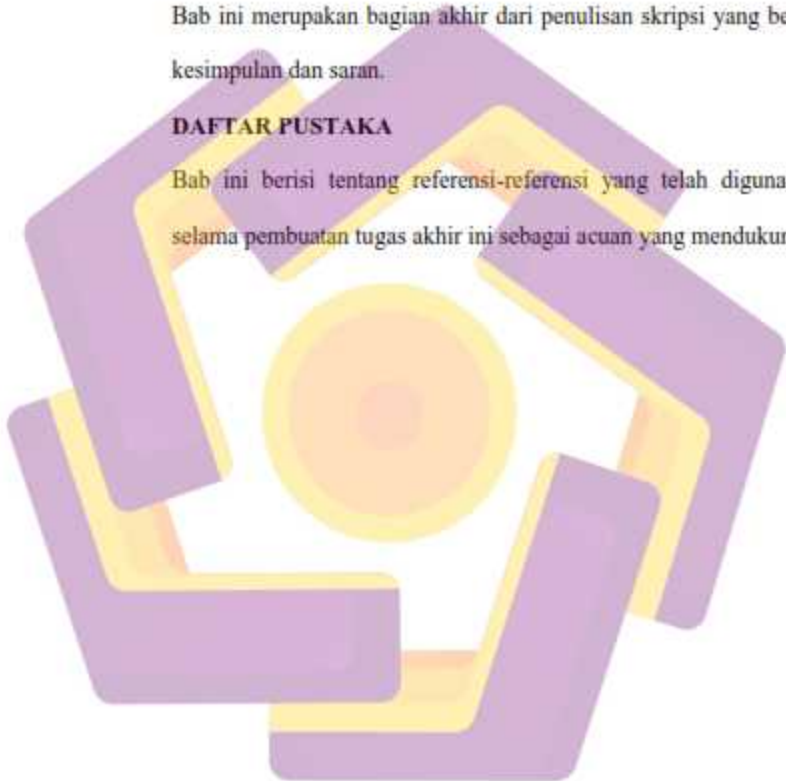 Bab ini merupakan bagian akhir dari penulisan skripsi yang be
kesimpulan dan saran.
DAFTAR PUSTAKA
Bab ini berisi tentang referensi-referensi yang telah diguna
selama pembuatan tugas akhir ini sebagai acuan yang mendukun